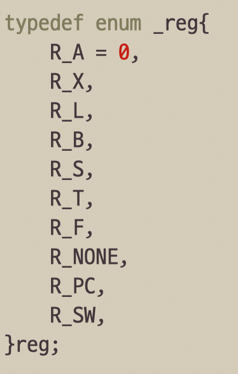 typedef enum _reg{
    R_A = 0,
    R_X,
    R_L,
    R_B,
    R_S,
    R_T,
    R_F,
    R_NONE,
    R_PC,
    R_SW,
}reg;